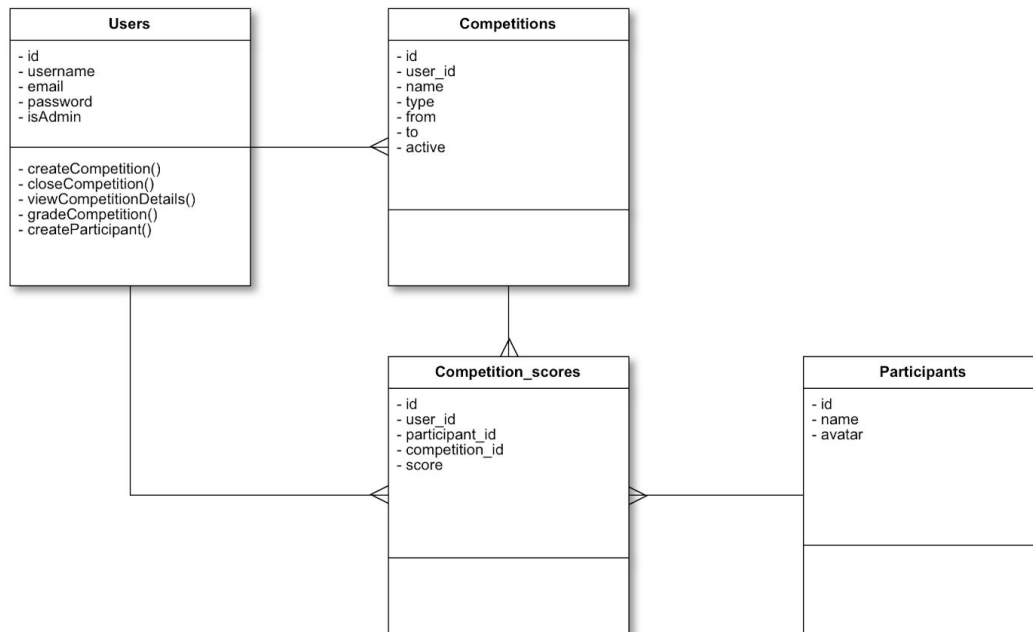 Users
- id
- username
- email
- password
- isAdmin
- createCompetition()
- closeCompetition()
- viewCompetitionDetails()
- gradeCompetition()
- createParticipant()
Competitions
- id
- user_id
- name
- type
- from
- to
- active
Competition_scores
- id
- user_id
- participant_id
- competition_id
- score
Participants
- id
- name
- avatar